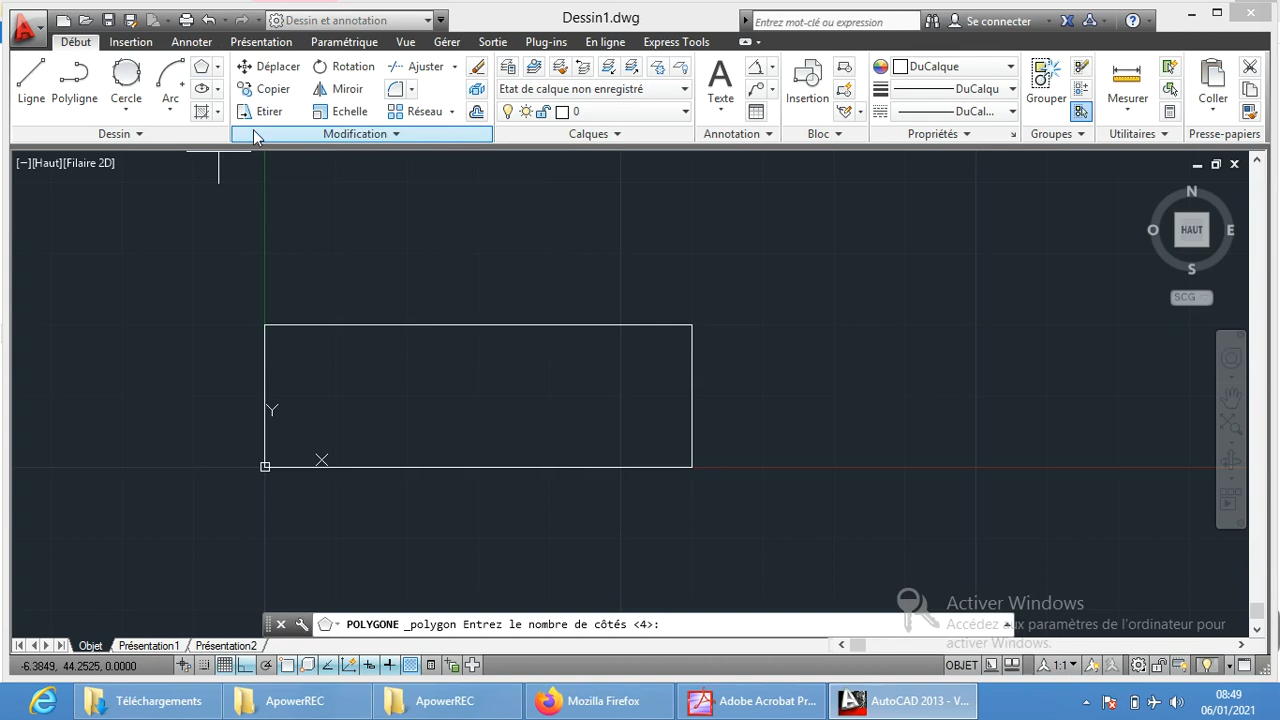 Dessin et annotation
Dessin1.dwg
Entrez mot-clé ou expression
Se connecter
Début
Insertion
Annoter
Présentation
Paramétrique
Vue
Gérer
Sortie
Plug-ins
En ligne
Express Tools
Ligne
Polyligne
Cercle
Arc
Déplacer
Rotation
Ajuster
Copier
Miroir
Etirer
Echelle
Réseau
Etat de calque non enregistré
0
Texte
Insertion
DuCalque
DuCalqu
DuCal...
Grouper
Mesurer
Coller
Dessin
Modification
Calques
Annotation
Bloc
Propriétés
Groupes
Utilitaires
Presse-papiers
[−][Haut][Filaire 2D]
N
O
HAUT
E
S
SCG
Y
X
Activer Windows
Accédez aux paramètres de l'ordinateur pour
activer Windows.
POLYGONE _polygon Entrez le nombre de côtés <4>:
Objet
Présentation1
Présentation2
-6.3849, 44.2525, 0.0000
OBJET
1:1
Téléchargements
ApowerREC
ApowerREC
Mozilla Firefox
Adobe Acrobat Pr...
AutoCAD 2013 - V...
08:49
06/01/2021